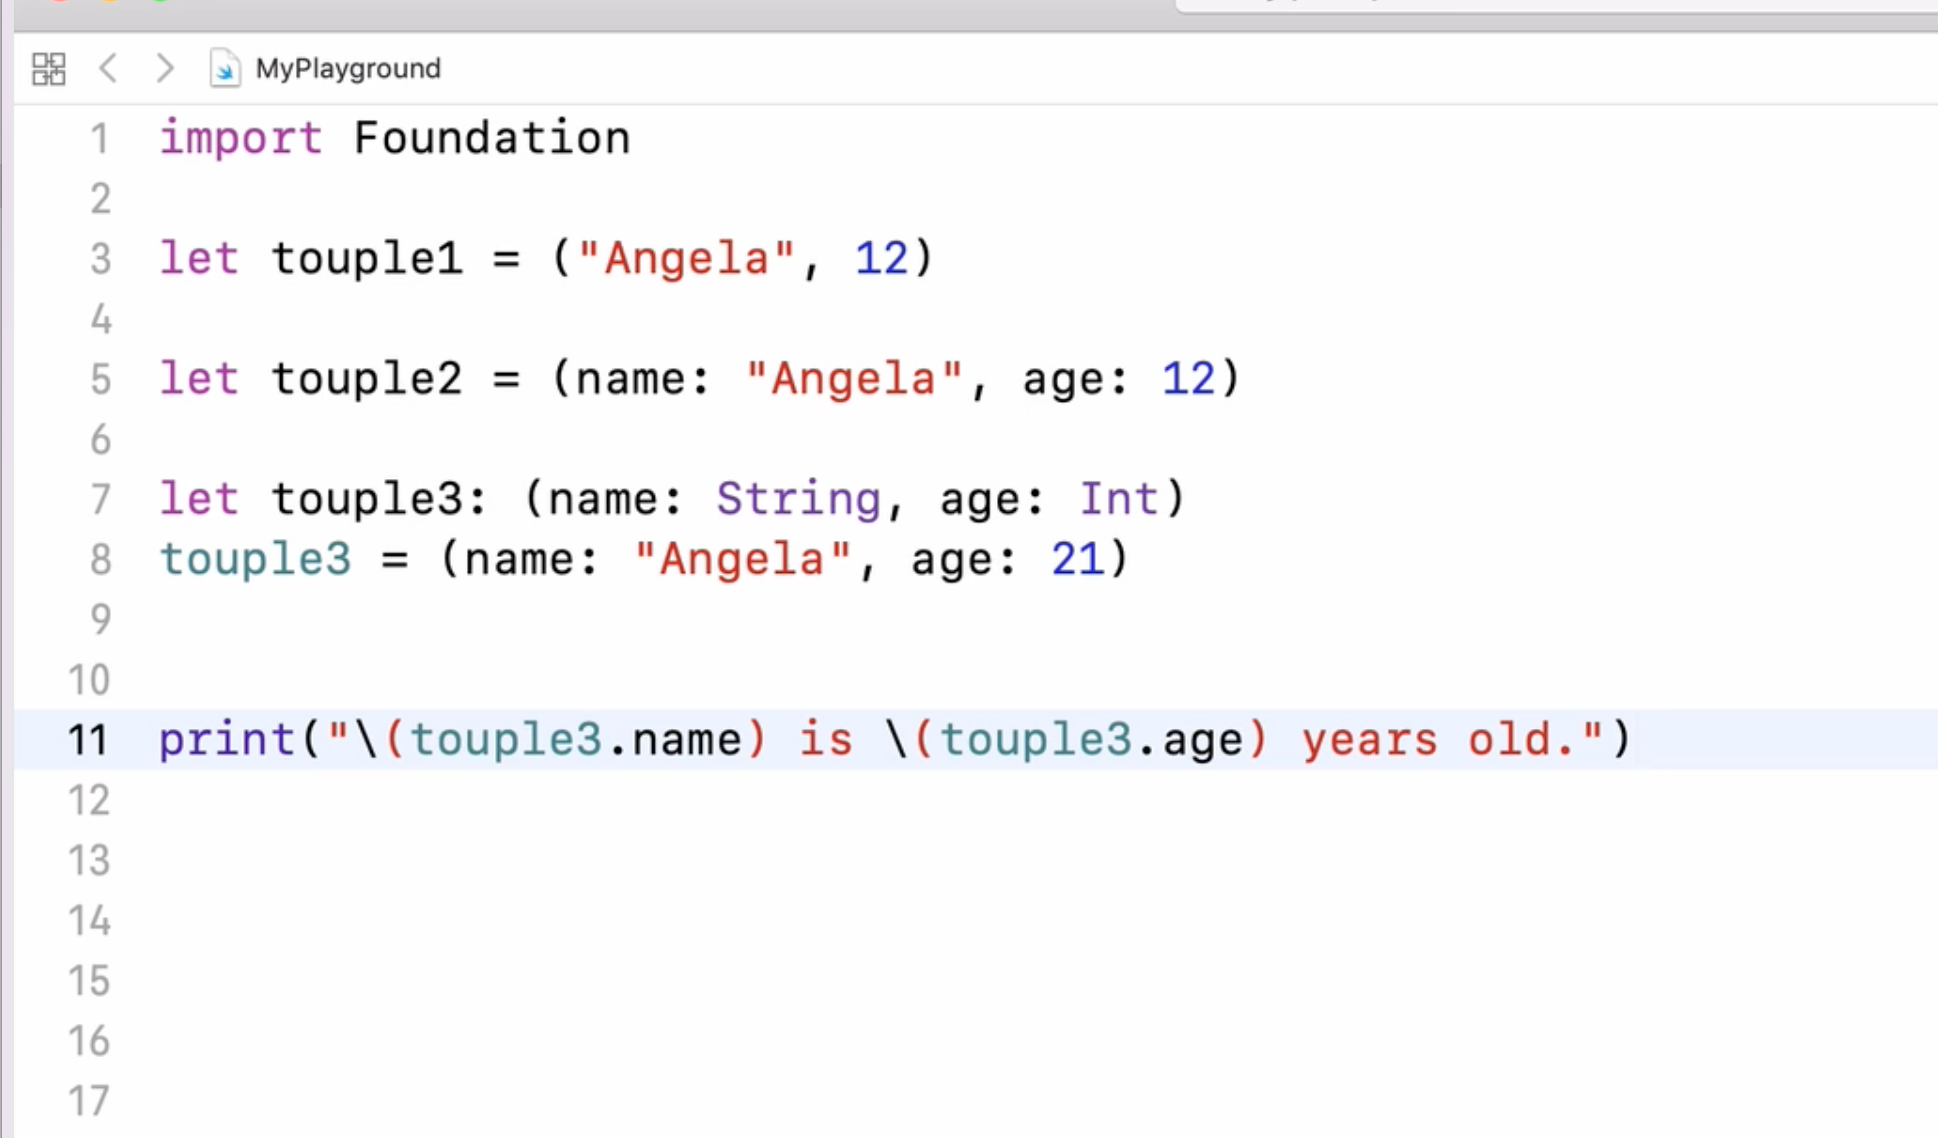 MyPlayground
1 import Foundation
2
3 let touple1 = ("Angela", 12)
4
5 let touple2 = (name: "Angela", age: 12)
6
7 let touple3: (name: String, age: Int)
8 touple3 = (name: "Angela", age: 21)
9
10
11 print("\(touple3.name) is \(touple3.age) years old.")
12
13
14
15
16
17